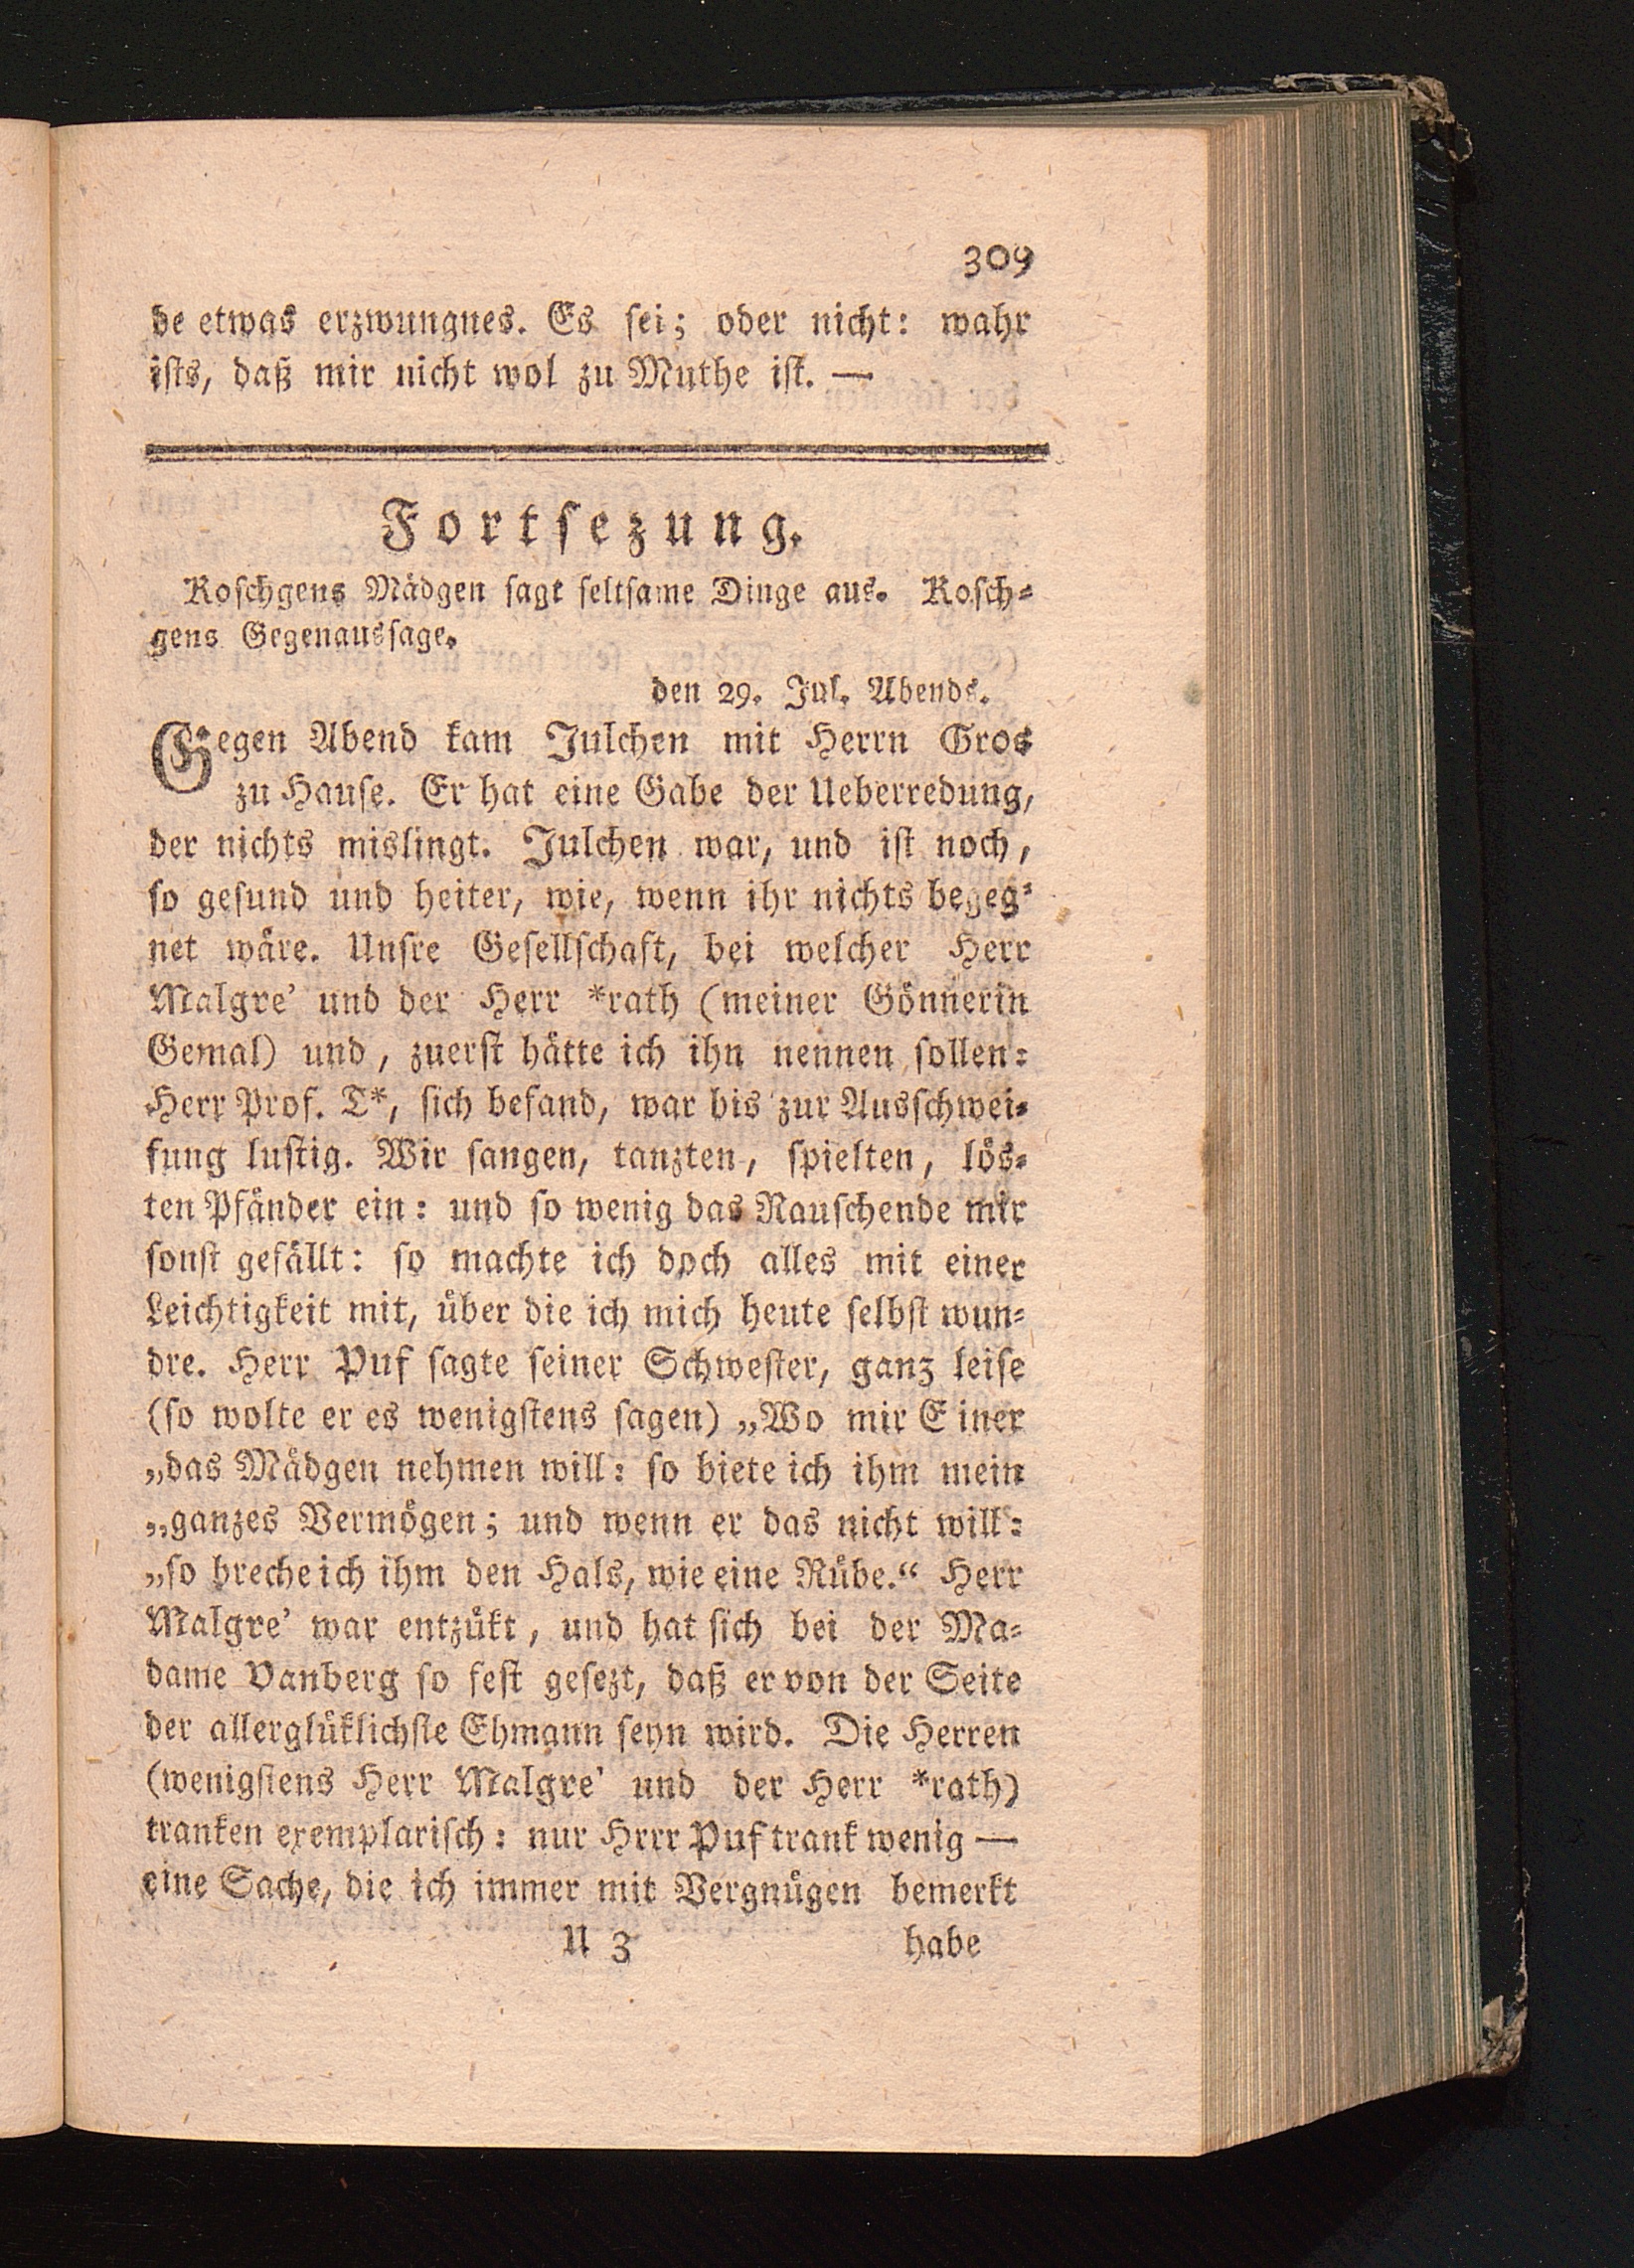 309
de etwas erzwungnes. Es ſei; oder nicht: wahr
iſts, daß mir nicht wol zu Muthe iſt. —
Fortſezung.
Koſchgens Mädgen ſagt ſeltſame Dinge aus. Koſch⸗
gens Gegenausſage.
den 29. Jul. Abends.
Gegen Abend kam Julchen mit Herrn Gros
zu Hauſe. Er hat eine Gabe der Ueberredung,
der nichts mislingt. Julchen war, und iſt noch,
ſo geſund und heiter, wie, wenn ihr nichts begeg⸗
net wäre. Unſre Geſellſchaft, bei welcher Herr
Malgre' und der Herr *rath (meiner Gönnerin
Gemal) und, zuerſt hätte ich ihn nennen ſollen:
Herr Prof. T*, ſich befand, war bis zur Ausſchwei⸗
fung luſtig. Wir ſangen, tanzten, ſpielten, löſ⸗
ten Pfänder ein: und ſo wenig das Rauſchende mir
ſonſt gefällt: ſo machte ich doch alles mit einer
Leichtigkeit mit, über die ich mich heute ſelbſt wun⸗
dre. Herr Puf ſagte ſeiner Schweſter, ganz leiſe
(ſo wolte er es wenigſtens ſagen) „Wo mir Einer
„das Mädgen nehmen will: ſo biete ich ihm mein
„ganzes Vermögen; und wenn er das nicht will:
„ſo breche ich ihm den Hals, wie eine Rübe.“ Herr
Malgre' war entzükt, und hat ſich bei der Ma⸗
dame Vanberg ſo feſt geſezt, daß er von der Seite
der allerglüklichſte Ehmann ſeyn wird. Die Herren
(wenigſtens Herr Malgre' und der Herr *rath)
tranken exemplariſch: nur Hrrr Puf trank wenig —
eine Sache, die ich immer mit Vergnügen bemerkt
U 3 habe